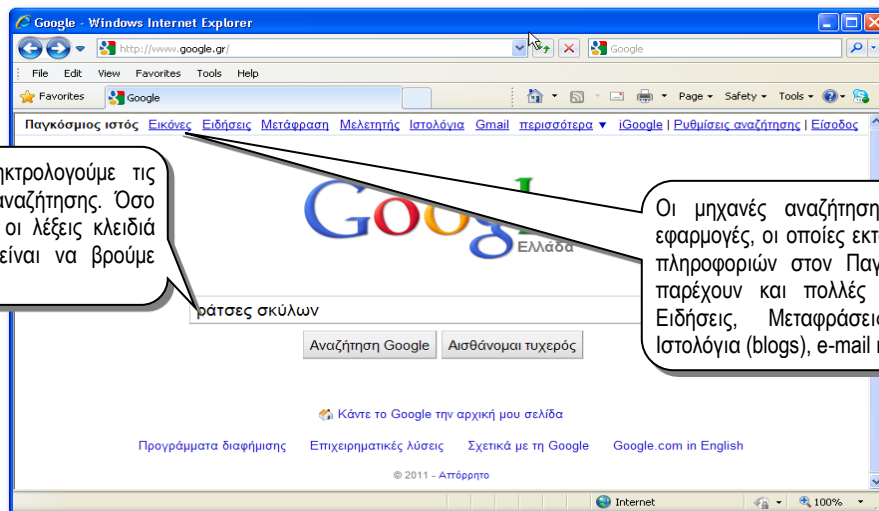 Google - Windows Internet Explorer
http://www.google.gr/
Google
File Edit View Favorites Tools Help
Favorites Google Page Safety Tools
Παγκόσμιος ιστός Εικόνες Ειδήσεις Μετάφραση Μελετητής Ιστολόγια Gmail περισσότερα ▼ iGoogle | Ρυθμίσεις αναζήτησης | Είσοδος
κτρολογούμε τις
αναζήτησης. Όσο
οι λέξεις κλειδιά
είναι να βρούμε
Google
Ελλάδα
Οι μηχανές αναζήτηση
εφαρμογές, οι οποίες εκτ
πληροφοριών στον Παγ
παρέχουν και πολλές
Ειδήσεις, Μεταφράσεις
Ιστολόγια (blogs), e-mail
ράτσες σκύλων
Αναζήτηση Google Αισθάνομαι τυχερός
Κάντε το Google την αρχική μου σελίδα
Προγράμματα διαφήμισης Επιχειρηματικές λύσεις Σχετικά με τη Google Google.com in English
© 2011 - Απόρρητο
Internet 100%